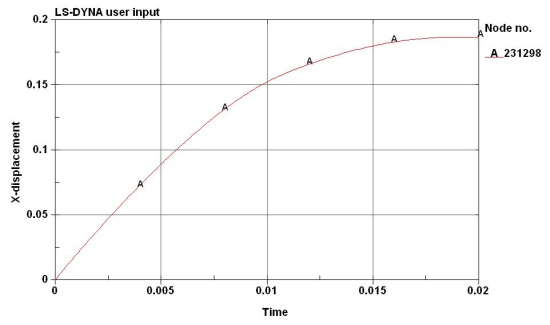 LS-DYNA user input
Node no.
A 231298
X-displacement
0.2
0.15
0.1
0.05
0
A
A
A
A
A
0
0.005
0.01
0.015
0.02
Time